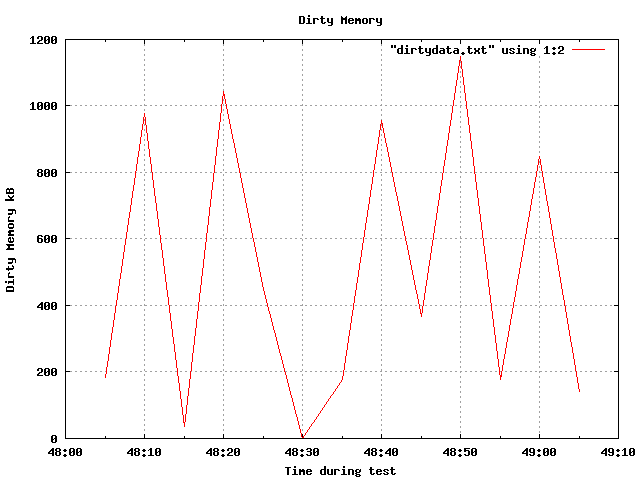 Dirty Memory
"dirtydata.txt" using 1:2
1200
1000
800
600
400
200
0
Dirty Memory kB
48:00 48:10 48:20 48:30 48:40 48:50 49:00 49:10
Time during test